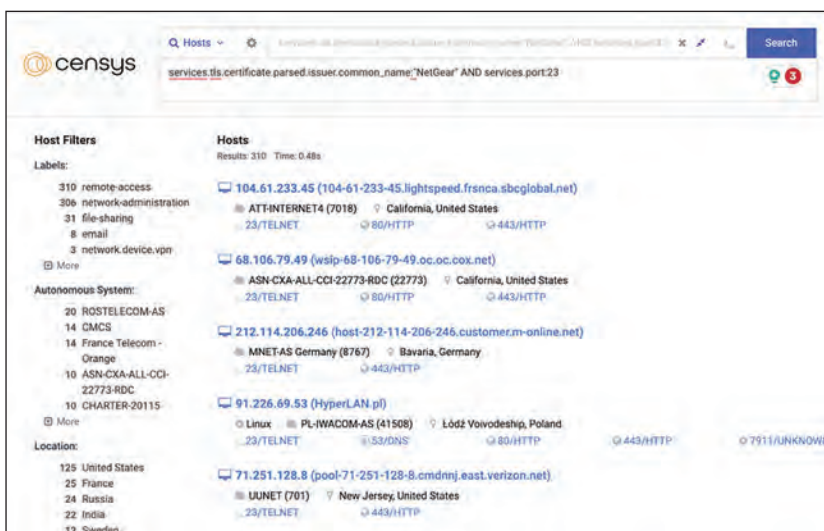 censys
Hosts
Search
services.tls.certificate.parsed.issuer.common_name:"NetGear" AND services.port:23
3
Host Filters
Labels:
310 remote-access
306 network-administration
31 file-sharing
8 email
3 network.device.vpn
More
Autonomous System:
20 ROSTELECOM-AS
14 CMCS
14 France Telecom -
Orange
10 ASN-CXA-ALL-CCI-
22773-RDC
10 CHARTER-20115
More
Location:
125 United States
25 France
24 Russia
22 India
12 Sweden
Hosts
Results: 310 Time: 0.48s
104.61.233.45 (104-61-233-45.lightspeed.frsnca.sbcglobal.net)
ATT-INTERNET4 (7018) California, United States
23/TELNET 80/HTTP 443/HTTP
68.106.79.49 (wsip-68-106-79-49.oc.oc.cox.net)
ASN-CXA-ALL-CCI-22773-RDC (22773) California, United States
23/TELNET 80/HTTP 443/HTTP
212.114.206.246 (host-212-114-206-246.customer.m-online.net)
MNET-AS Germany (8767) Bavaria, Germany
23/TELNET 443/HTTP
91.226.69.53 (HyperLAN.pl)
Linux PL-IWACOM-AS (41508) Łódź Voivodeship, Poland
23/TELNET 53/DNS 80/HTTP 443/HTTP 7911/UNKNOWN
71.251.128.8 (pool-71-251-128-8.cmdnnj.east.verizon.net)
UUNET (701) New Jersey, United States
23/TELNET 443/HTTP